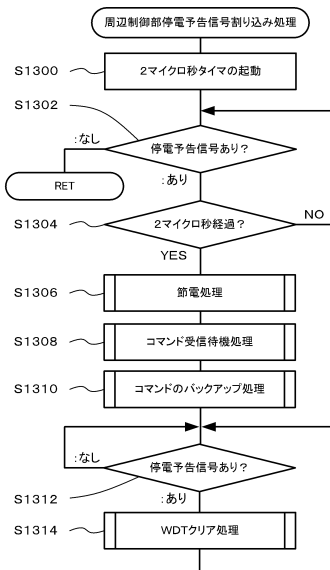 周辺制御部停電予告信号割り込み処理
S1300
2マイクロ秒タイマの起動
S1302
停電予告信号あり?
:なし
RET
:あり
S1304
2マイクロ秒経過?
NO
YES
S1306
節電処理
S1308
コマンド受信待機処理
S1310
コマンドのバックアップ処理
:なし
停電予告信号あり?
S1312
:あり
S1314
WDTクリア処理